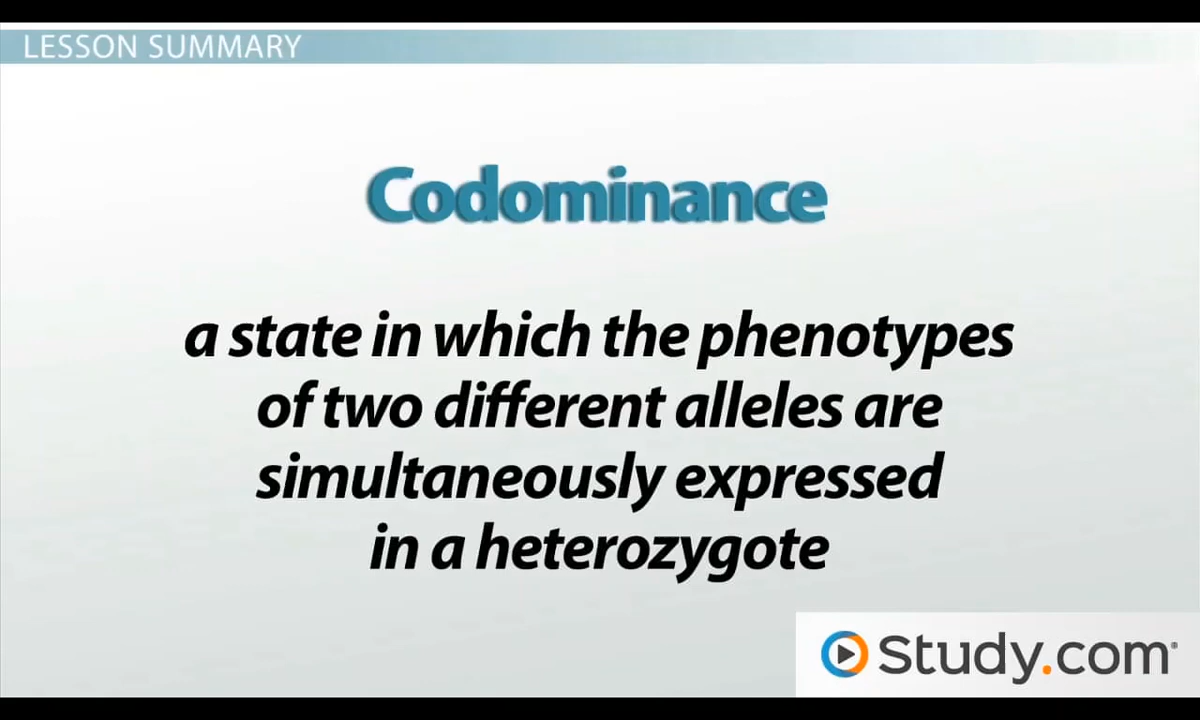 LESSON SUMMARY
Codominance
a state in which the phenotypes
of two different alleles are
simultaneously expressed
in a heterozygote
Study.com®